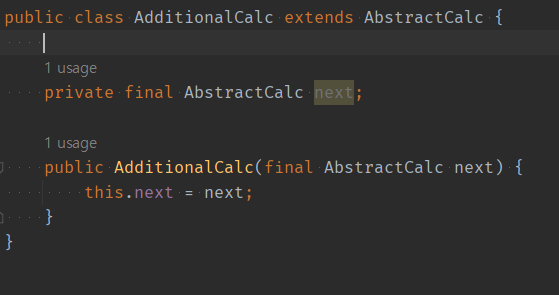 public class AdditionalCalc extends AbstractCalc {
1 usage
private final AbstractCalc next;
1 usage
public AdditionalCalc(final AbstractCalc next) {
this.next = next;
}
}